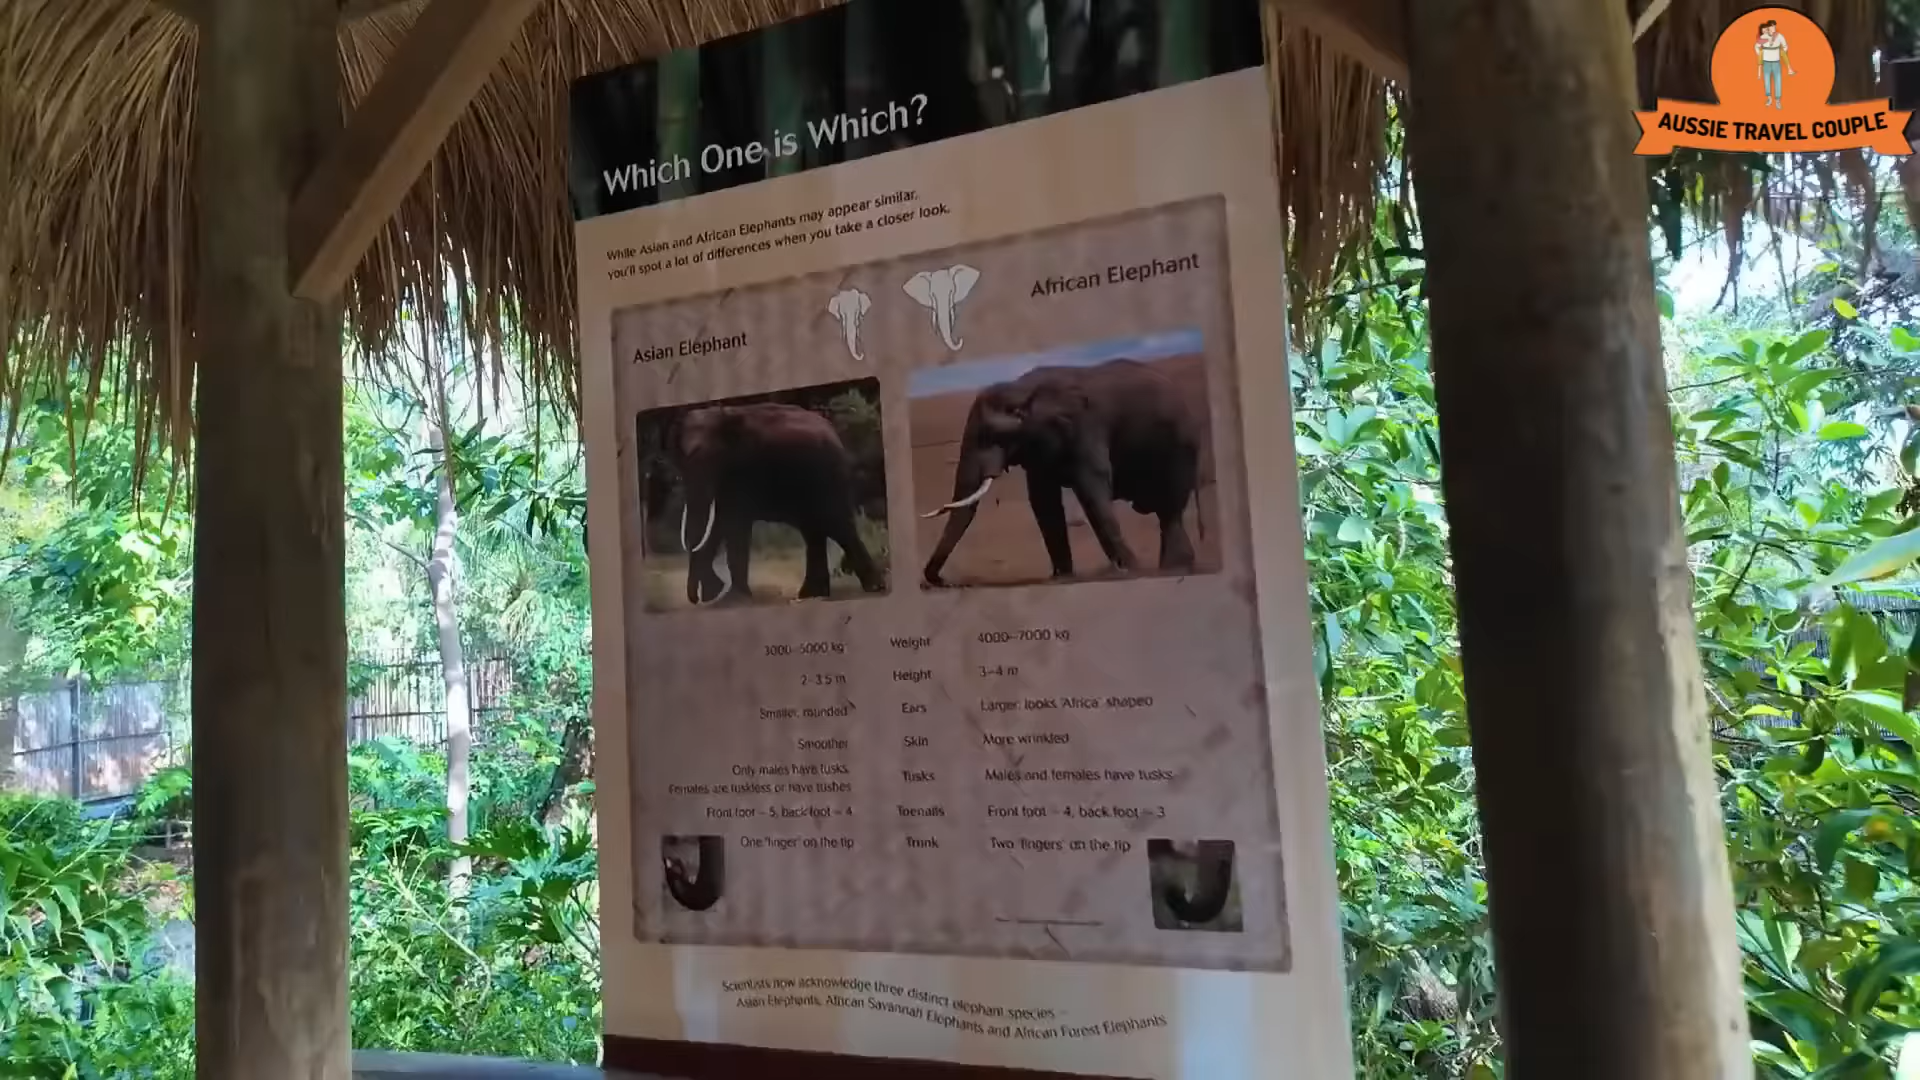 AUSSIE TRAVEL COUPLE
Which One is Which?
While Asian and African Elephants may appear similar,
you'll spot a lot of differences when you take a closer look.
Asian Elephant
African Elephant
3000–5000 kg Weight 4000–7000 kg
2–3.5 m Height 3–4 m
Smaller, rounded Ears Larger, looks 'Africa' shaped
Smoother Skin More wrinkled
Only males have tusks.
Females are tuskless or have tushes
Tusks Males and females have tusks
Front foot – 5, back foot – 4 Toenails Front foot – 4, back foot – 3
One 'finger' on the tip Trunk Two 'fingers' on the tip
Scientists now acknowledge three distinct elephant species –
Asian Elephants, African Savannah Elephants and African Forest Elephants